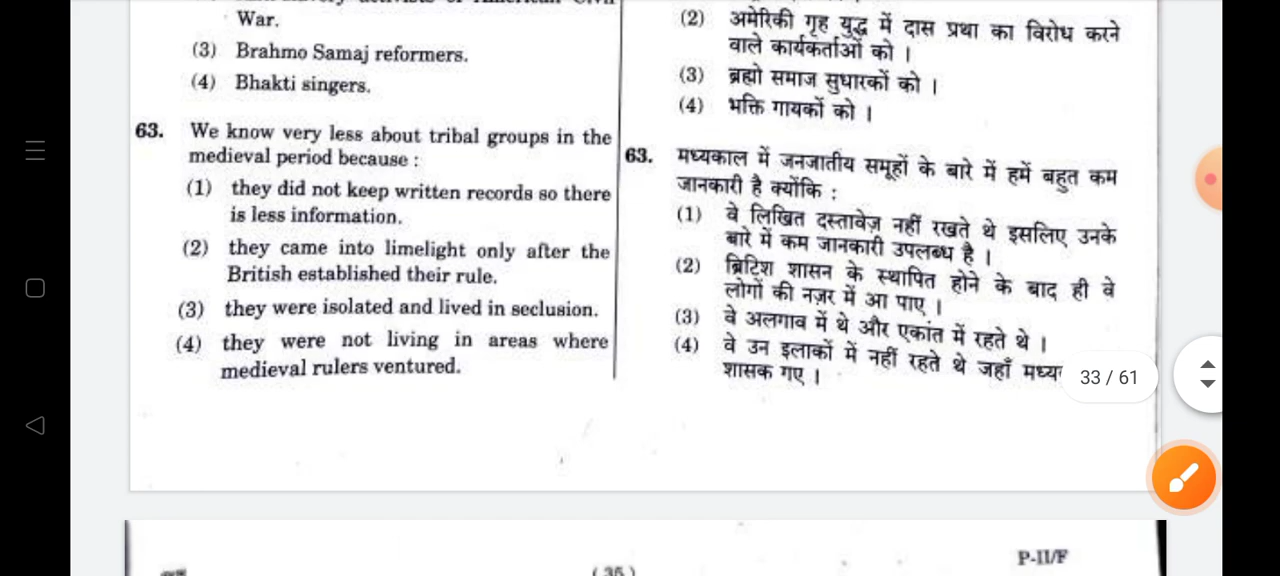 War.
(3) Brahmo Samaj reformers.
(4) Bhakti singers.
63. We know very less about tribal groups in the
medieval period because :
(1) they did not keep written records so there
is less information.
(2) they came into limelight only after the
British established their rule.
(3) they were isolated and lived in seclusion.
(4) they were not living in areas where
medieval rulers ventured.
(2) अमेरिकी गृह युद्ध में दास प्रथा का विरोध करने
वाले कार्यकर्ताओं को ।
(3) ब्रह्मो समाज सुधारकों को ।
(4) भक्ति गायकों को ।
63. मध्यकाल में जनजातीय समूहों के बारे में हमें बहुत कम
जानकारी है क्योंकि :
(1) वे लिखित दस्तावेज़ नहीं रखते थे इसलिए उनके
बारे में कम जानकारी उपलब्ध है ।
(2) ब्रिटिश शासन के स्थापित होने के बाद ही वे
लोगों की नज़र में आ पाए ।
(3) वे अलगाव में थे और एकांत में रहते थे ।
(4) वे उन इलाकों में नहीं रहते थे जहाँ
शासक गए ।
33 / 61
P-II/F
( 35 )